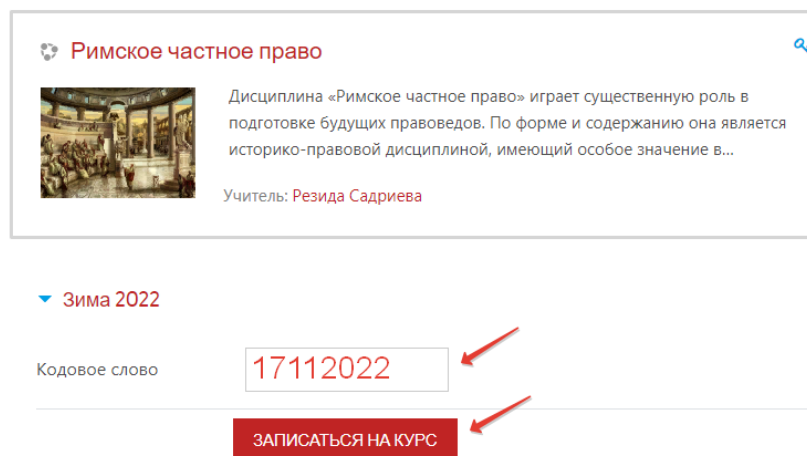 Римское частное право
Дисциплина «Римское частное право» играет существенную роль в
подготовке будущих правоведов. По форме и содержанию она является
историко-правовой дисциплиной, имеющий особое значение в...
Учитель: Резида Садриева
Зима 2022
Кодовое слово
17112022
ЗАПИСАТЬСЯ НА КУРС